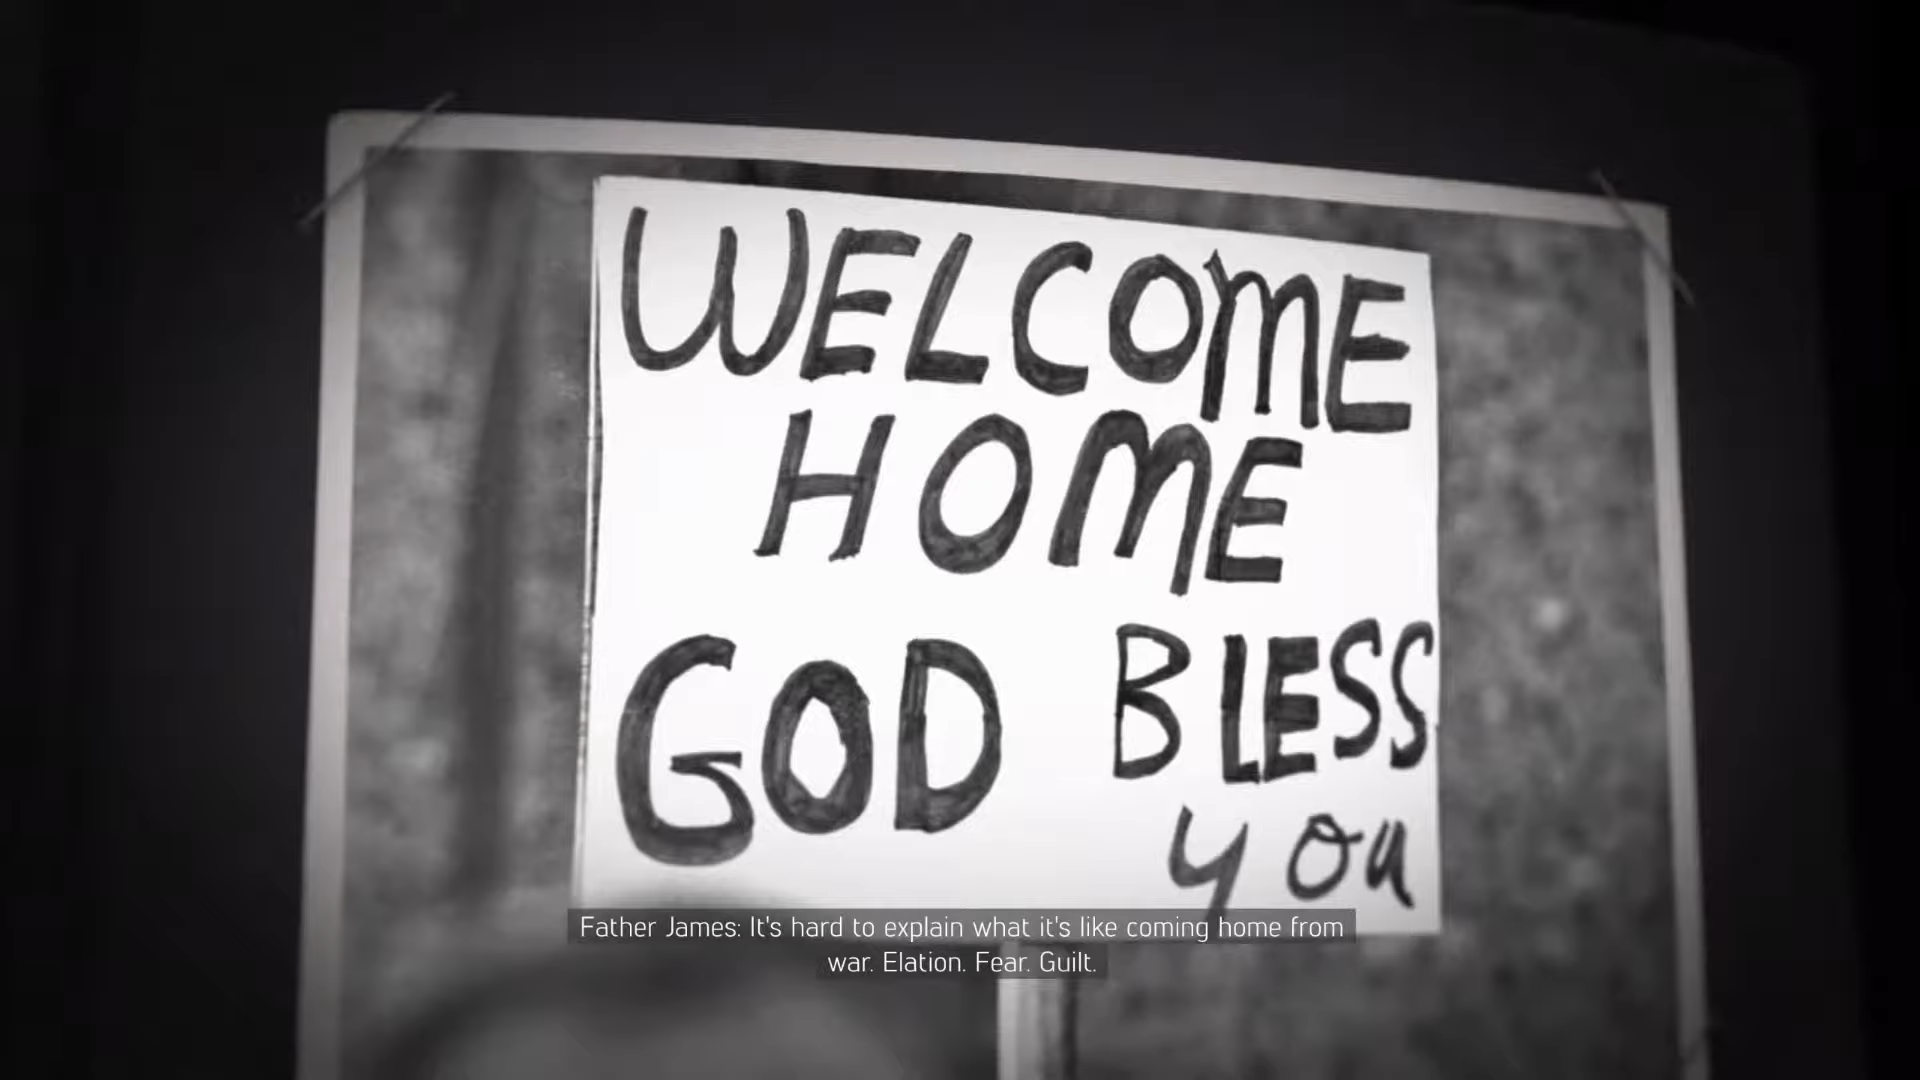 WELCOME
HOME
GOD BLESS
you
Father James: It's hard to explain what it's like coming home from
war. Elation. Fear. Guilt.